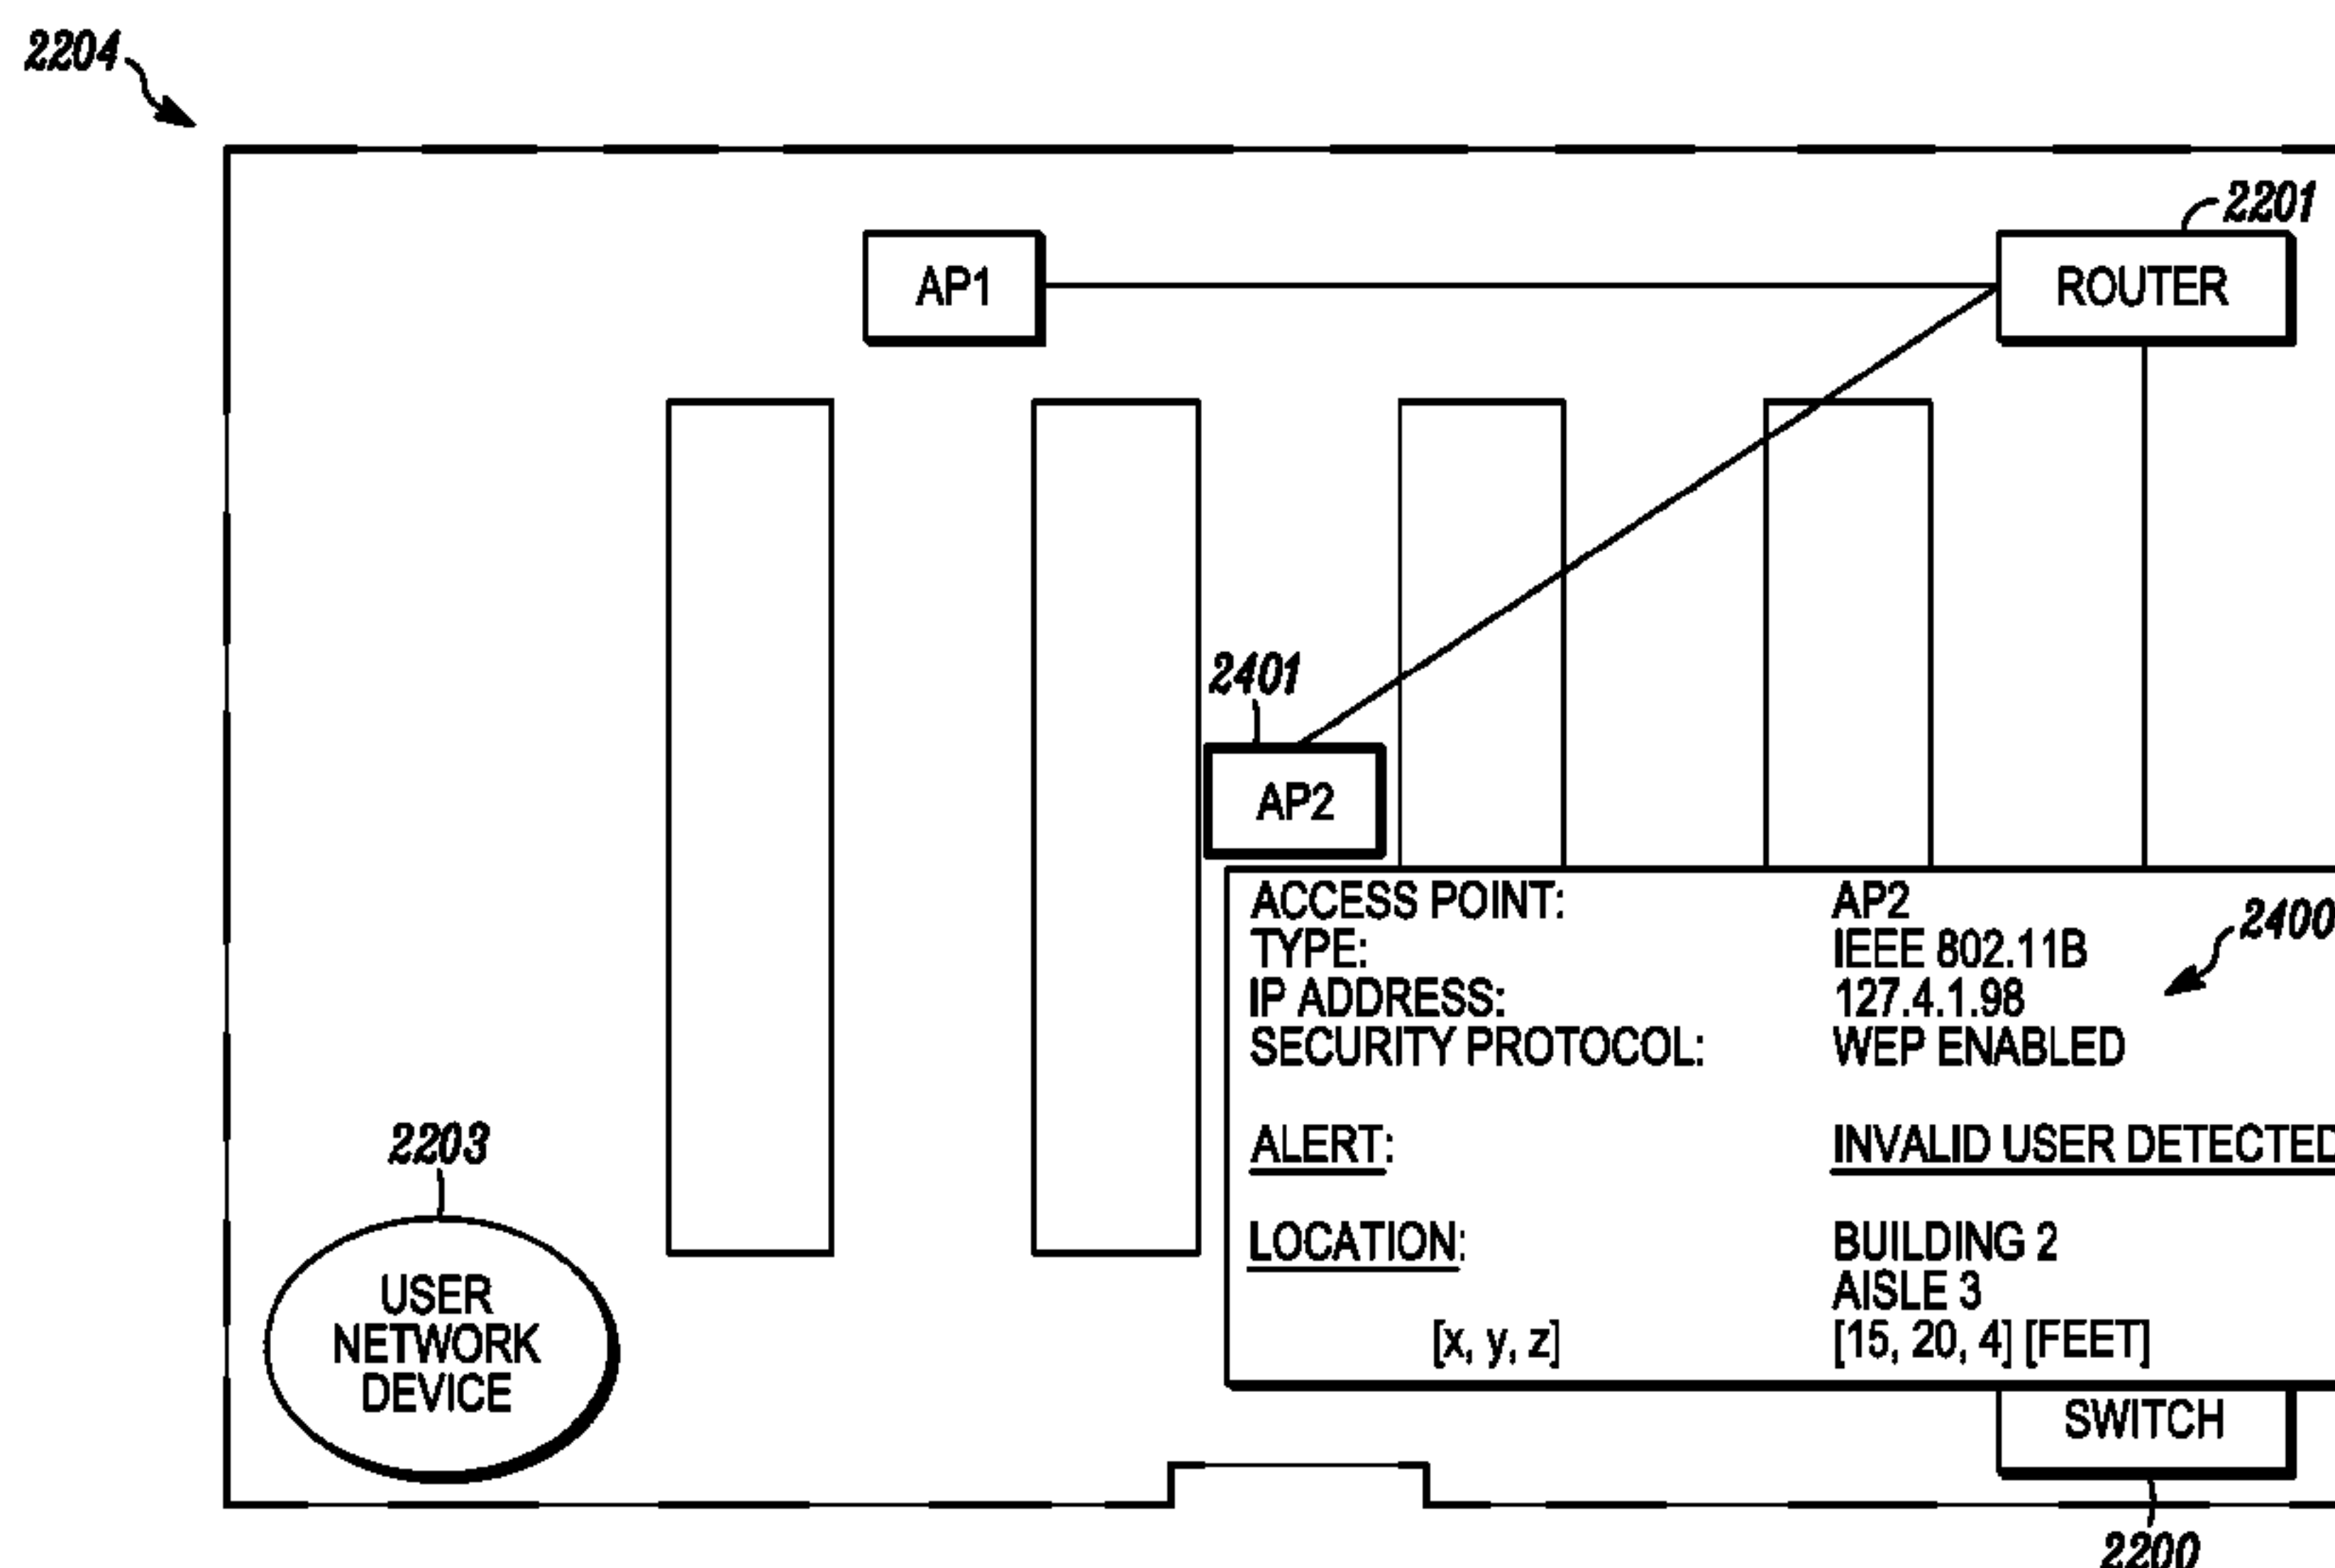 2204
2201
AP1
ROUTER
2401
AP2
ACCESS POINT: AP2
2400
TYPE: IEEE 802.11B
IP ADDRESS: 127.4.1.98
SECURITY PROTOCOL: WEP ENABLED
ALERT: INVALID USER DETECTED
LOCATION: BUILDING 2
AISLE 3
[x, y, z] [15, 20, 4] [FEET]
2203
USER
NETWORK
DEVICE
SWITCH
2200